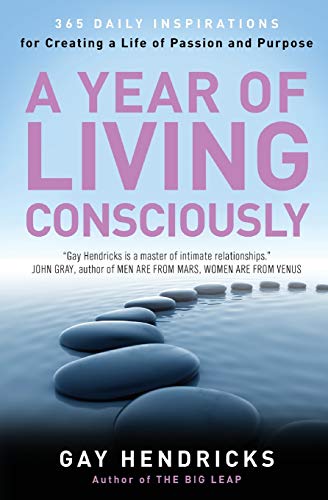 365 DAILY INSPIRATIONS
for Creating a Life of Passion and Purpose
A YEAR OF
LIVING
CONSCIOUSLY
"Gay Hendricks is a master of intimate relationships."
JOHN GRAY, author of MEN ARE FROM MARS, WOMEN ARE FROM VENUS
GAY HENDRICKS
Author of THE BIG LEAP